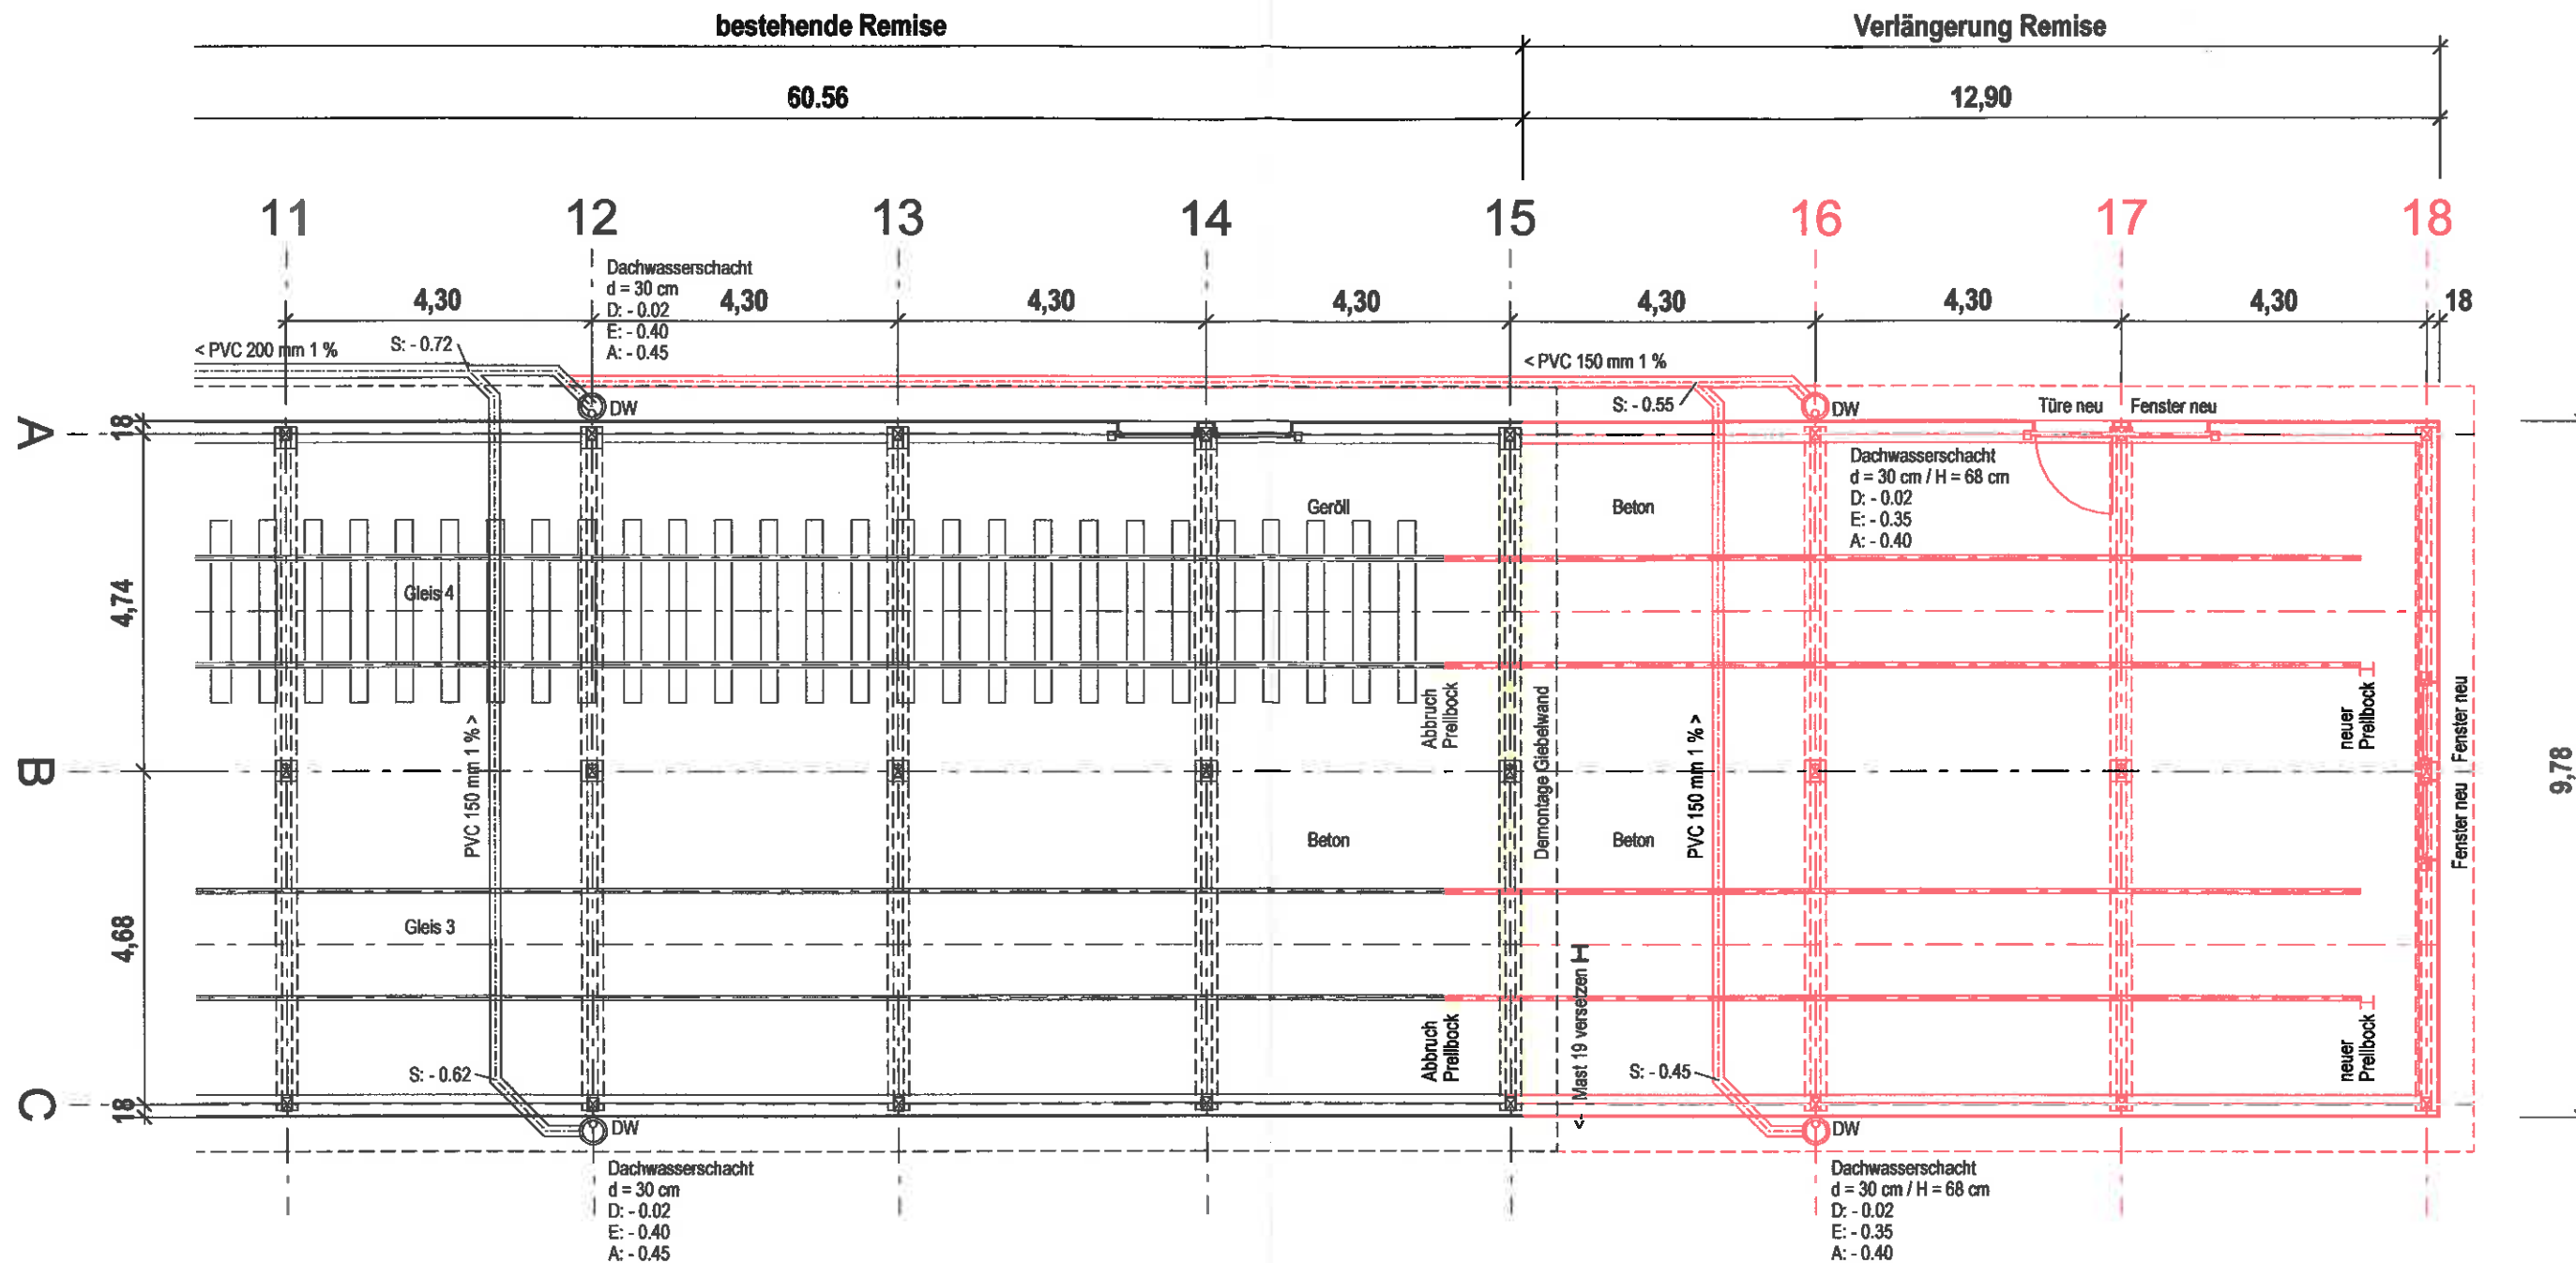 bestehende Remise
Verlängerung Remise
60.56
12,90
11
12
13
14
15
16
17
18
Dachwasserschacht
d = 30 cm
D: - 0.02
E: - 0.40
A: - 0.45
4,30
4,30
4,30
4,30
4,30
4,30
4,30
18
< PVC 200 mm 1 %
S: - 0.72
< PVC 150 mm 1 %
S: - 0.55
DW
DW
Türe neu
Fenster neu
A
18
Dachwasserschacht
d = 30 cm / H = 68 cm
D: - 0.02
E: - 0.35
A: - 0.40
Geröll
Beton
Gleis 4
4,74
Abbruch
Prellbock
Demontage Giebelwand
neuer
Prellbock
Fenster neu
Fenster neu
B
9,78
PVC 150 mm 1 % >
PVC 150 mm 1 % >
Beton
Beton
Gleis 3
4,68
Mast 19 versetzen
Abbruch
Prellbock
neuer
Prellbock
S: - 0.62
S: - 0.45
C
18
DW
DW
Dachwasserschacht
d = 30 cm
D: - 0.02
E: - 0.40
A: - 0.45
Dachwasserschacht
d = 30 cm / H = 68 cm
D: - 0.02
E: - 0.35
A: - 0.40